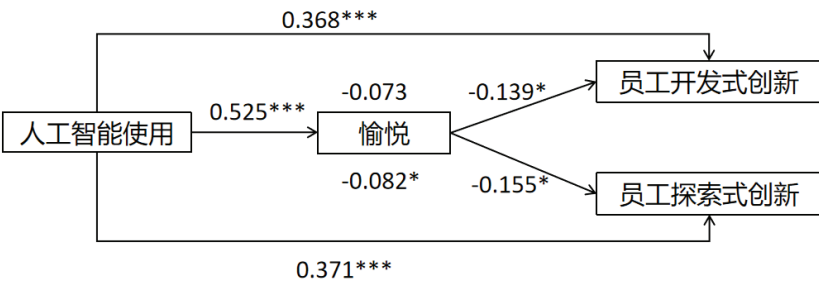 0.368***
员工开发式创新
-0.073
-0.139*
0.525***
人工智能使用
愉悦
-0.082*
-0.155*
员工探索式创新
0.371***